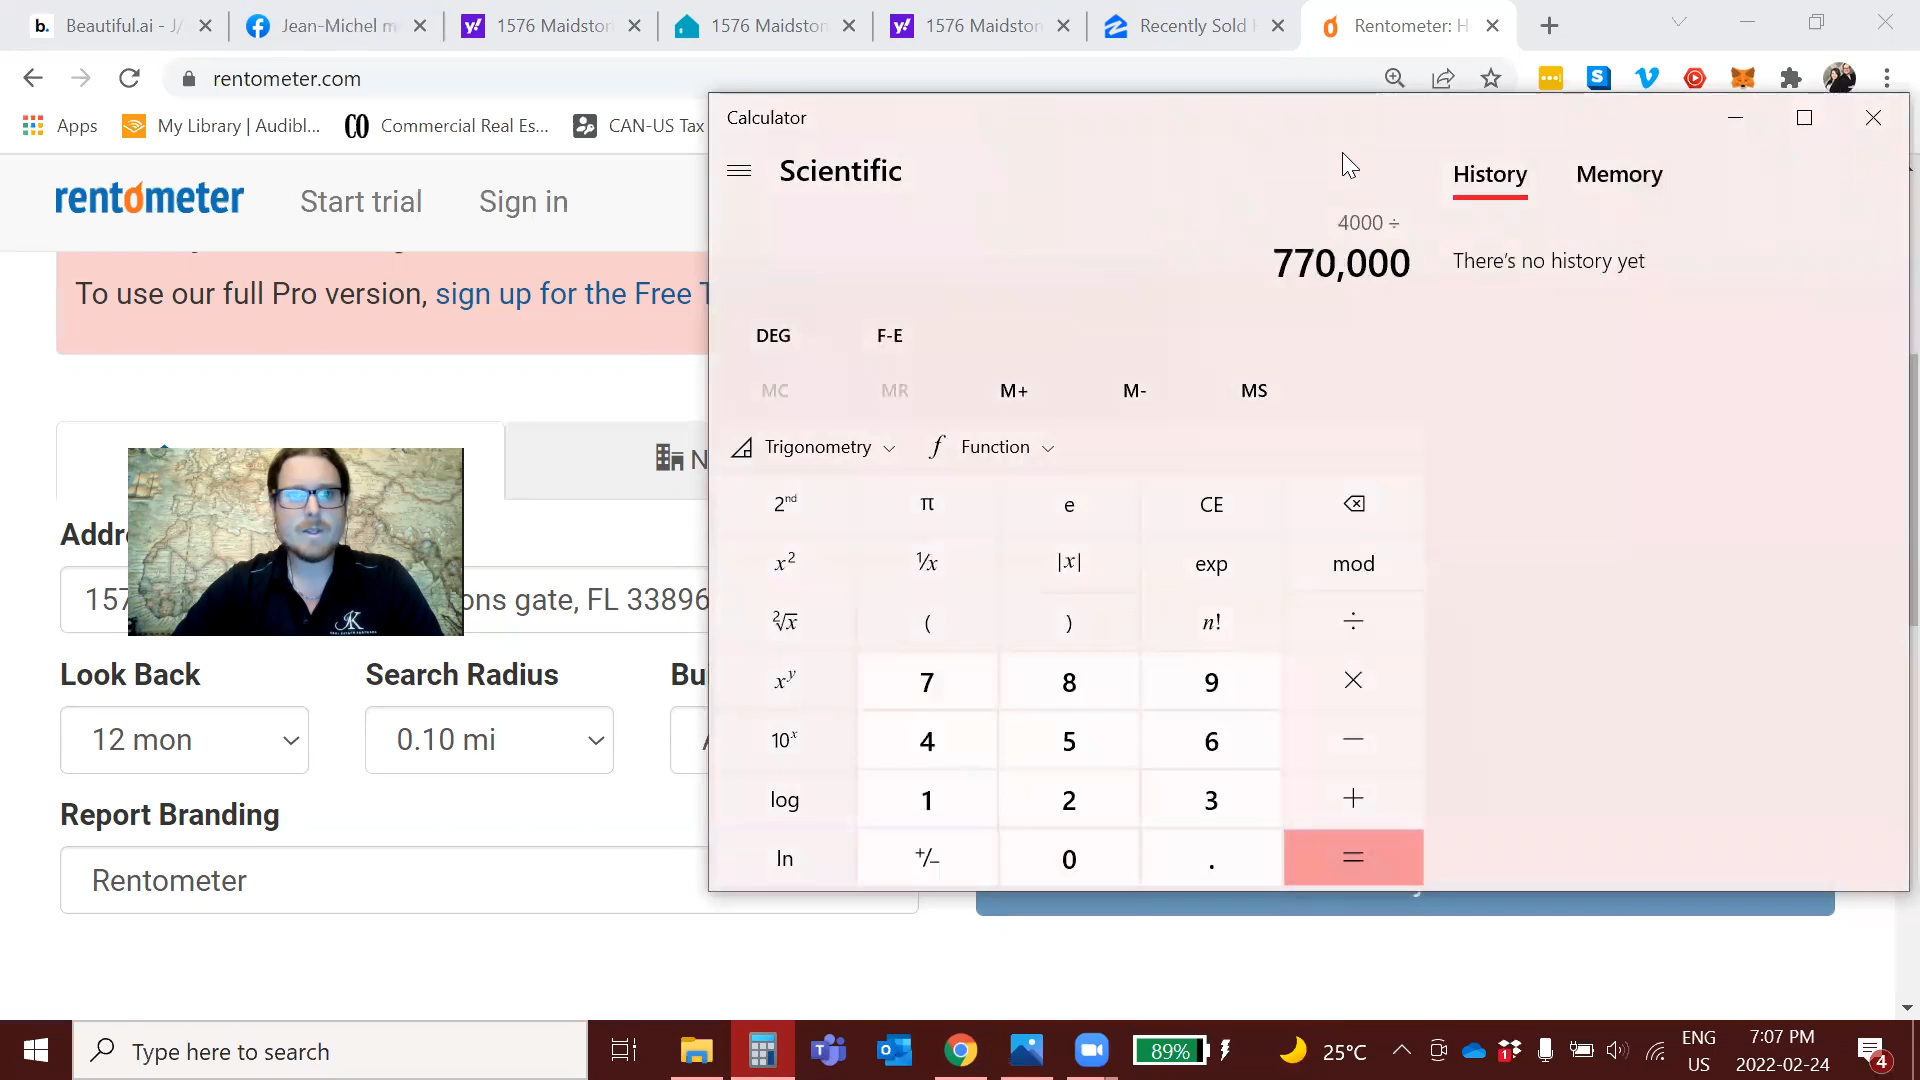 b. Beautiful.ai - J/
Jean-Michel m
y! 1576 Maidston
1576 Maidston
y! 1576 Maidston
Recently Sold
Rentometer: H
rentometer.com
Apps
My Library | Audibl...
Commercial Real Es...
CAN-US Tax
rentometer
Start trial
Sign in
To use our full Pro version, sign up for the Free T
N
Addr
157
ons gate, FL 33896
JK
Look Back
Search Radius
Bui
12 mon
0.10 mi
Report Branding
Rentometer
Calculator
Scientific
History
Memory
4000 ÷
770,000
There's no history yet
DEG
F-E
MC
MR
M+
M-
MS
Trigonometry
f Function
2nd
π
e
CE
x²
¹/x
|x|
exp
mod
²√x
(
)
n!
÷
xʸ
7
8
9
×
10ˣ
4
5
6
−
log
1
2
3
+
ln
+/−
0
.
=
Type here to search
89%
25°C
1
ENG
US
7:07 PM
2022-02-24
4